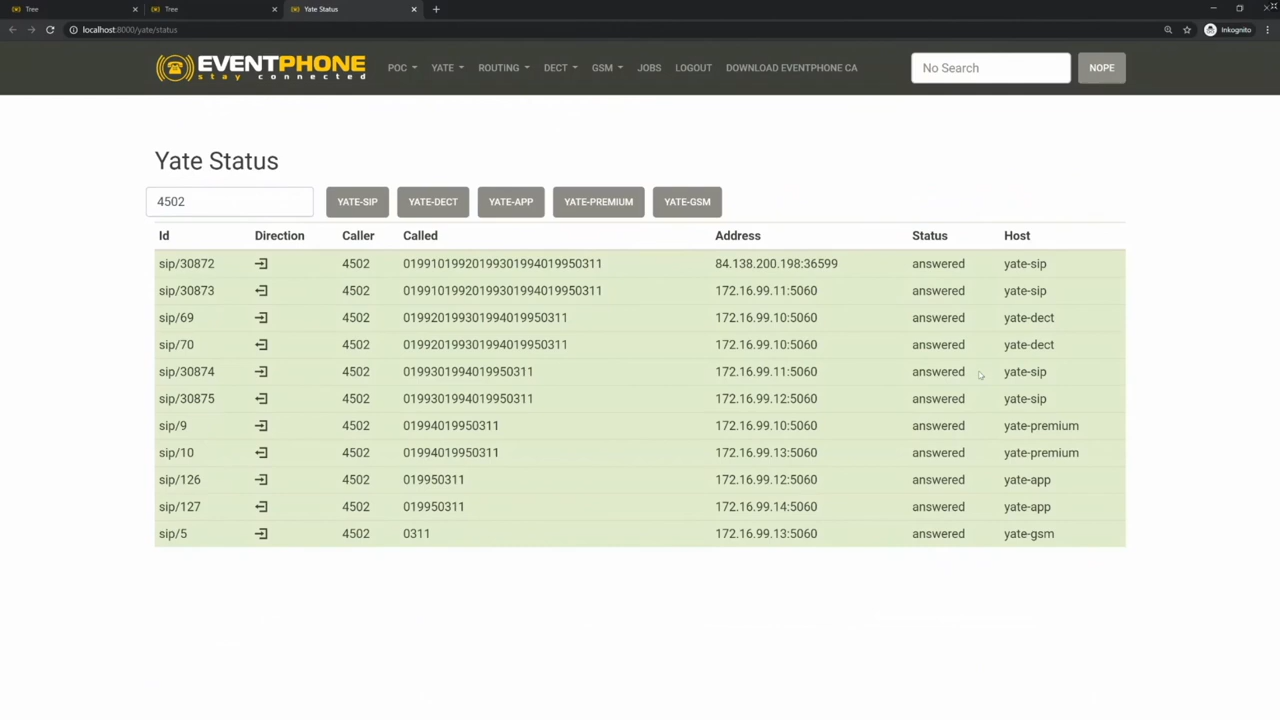 Tree
Tree
Yate Status
localhost:8000/yate/status
Inkognito
EVENTPHONE
stay connected
POC YATE ROUTING DECT GSM JOBS LOGOUT DOWNLOAD EVENTPHONE CA
No Search NOPE
Yate Status
4502 YATE-SIP YATE-DECT YATE-APP YATE-PREMIUM YATE-GSM
Id Direction Caller Called Address Status Host
sip/30872 4502 01991019920199301994019950311 84.138.200.198:36599 answered yate-sip
sip/30873 4502 01991019920199301994019950311 172.16.99.11:5060 answered yate-sip
sip/69 4502 019920199301994019950311 172.16.99.10:5060 answered yate-dect
sip/70 4502 019920199301994019950311 172.16.99.10:5060 answered yate-dect
sip/30874 4502 0199301994019950311 172.16.99.11:5060 answered yate-sip
sip/30875 4502 0199301994019950311 172.16.99.12:5060 answered yate-sip
sip/9 4502 01994019950311 172.16.99.10:5060 answered yate-premium
sip/10 4502 01994019950311 172.16.99.13:5060 answered yate-premium
sip/126 4502 019950311 172.16.99.12:5060 answered yate-app
sip/127 4502 019950311 172.16.99.14:5060 answered yate-app
sip/5 4502 0311 172.16.99.13:5060 answered yate-gsm